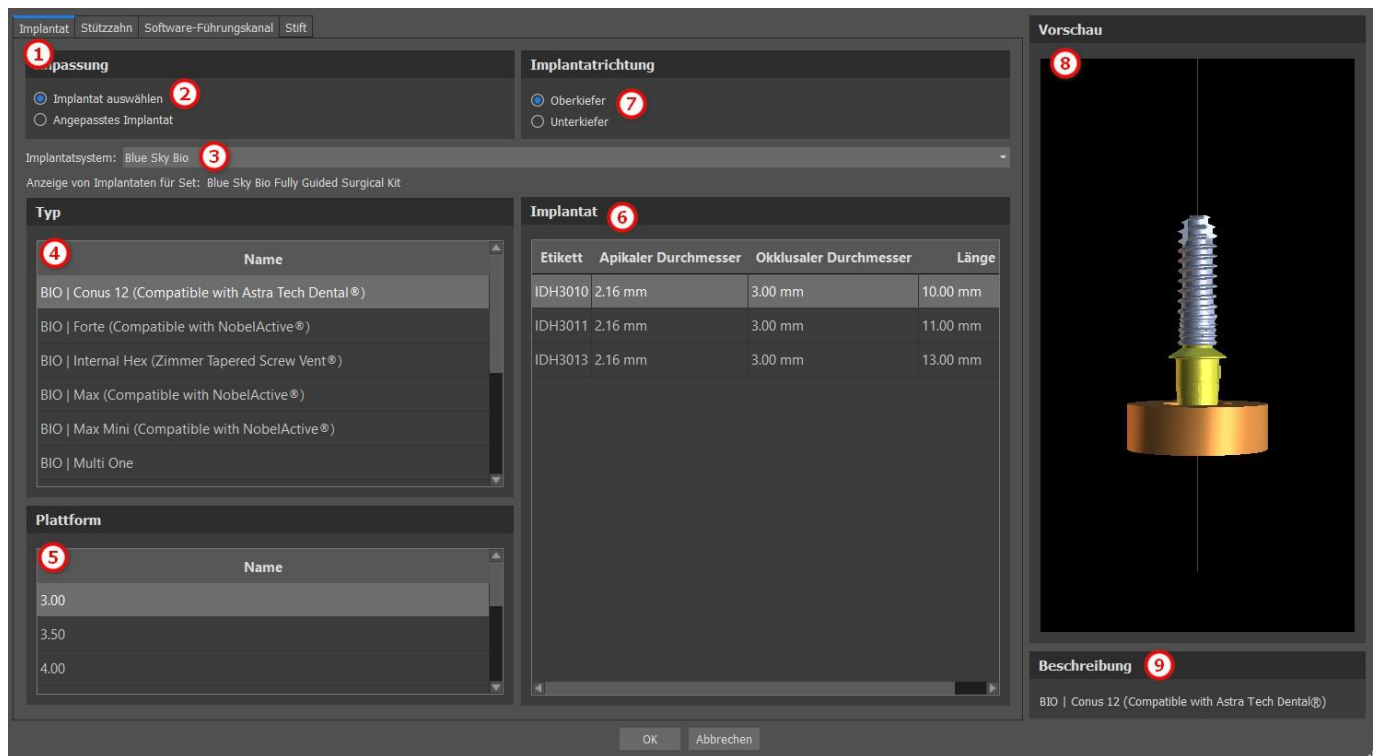 Implantat Stützzahn Software-Führungskanal Stift
1
Anpassung
2
Implantat auswählen
Angepasstes Implantat
Implantatrichtung
Oberkiefer
7
Unterkiefer
Implantatsystem: Blue Sky Bio 3
Anzeige von Implantaten für Set: Blue Sky Bio Fully Guided Surgical Kit
Typ
4
Name
BIO | Conus 12 (Compatible with Astra Tech Dental®)
BIO | Forte (Compatible with NobelActive®)
BIO | Internal Hex (Zimmer Tapered Screw Vent®)
BIO | Max (Compatible with NobelActive®)
BIO | Max Mini (Compatible with NobelActive®)
BIO | Multi One
Plattform
5
Name
3.00
3.50
4.00
Implantat 6
Etikett Apikaler Durchmesser Okklusaler Durchmesser Länge
IDH3010 2.16 mm 3.00 mm 10.00 mm
IDH3011 2.16 mm 3.00 mm 11.00 mm
IDH3013 2.16 mm 3.00 mm 13.00 mm
Vorschau
8
Beschreibung 9
BIO | Conus 12 (Compatible with Astra Tech Dental®)
OK Abbrechen